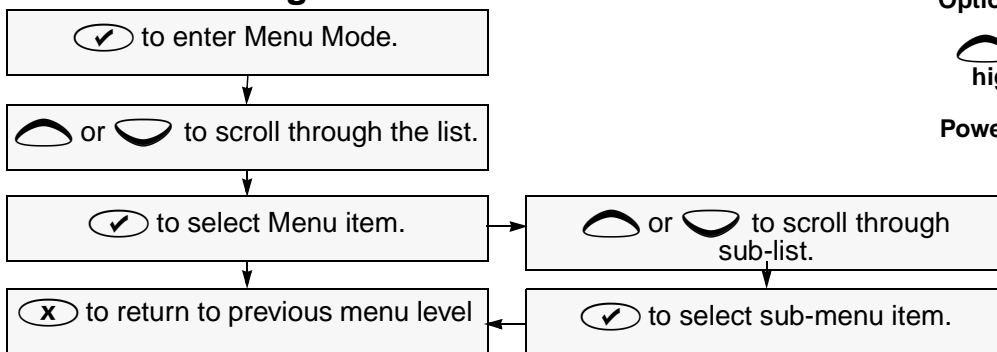 to enter Menu Mode.
or to scroll through the list.
to select Menu item.
or to scroll through
sub-list.
x to return to previous menu level
to select sub-menu item.